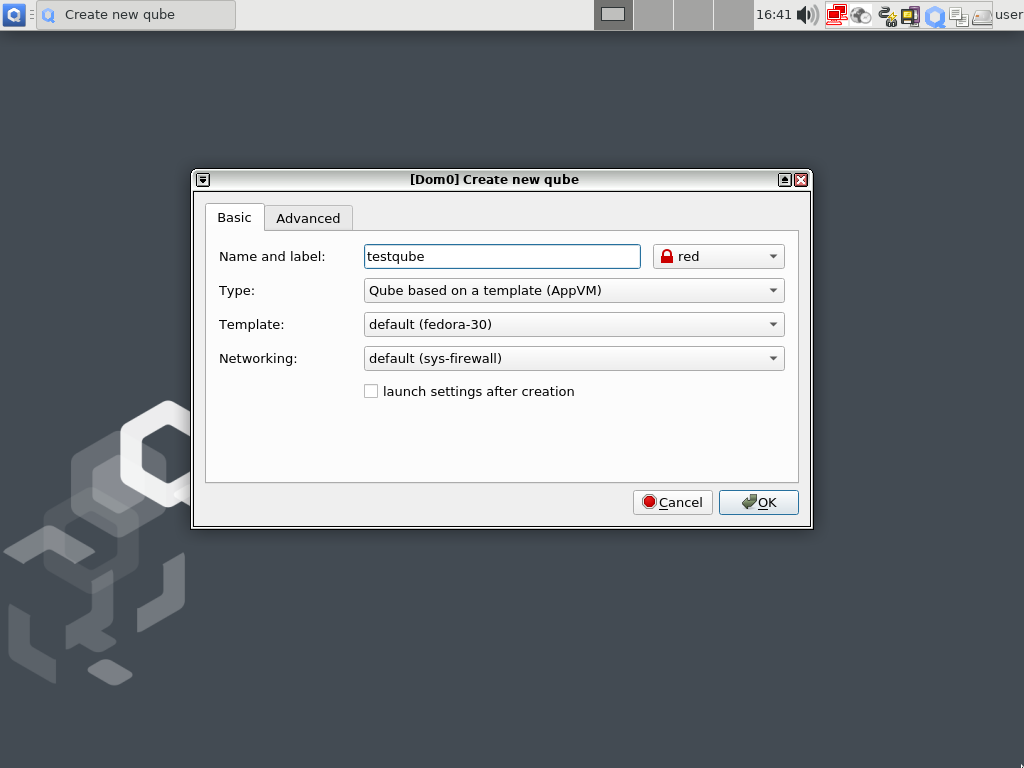 Create new qube
16:41
user
[Dom0] Create new qube
Basic
Advanced
Name and label:
testqube
red
Type:
Qube based on a template (AppVM)
Template:
default (fedora-30)
Networking:
default (sys-firewall)
launch settings after creation
Cancel
OK